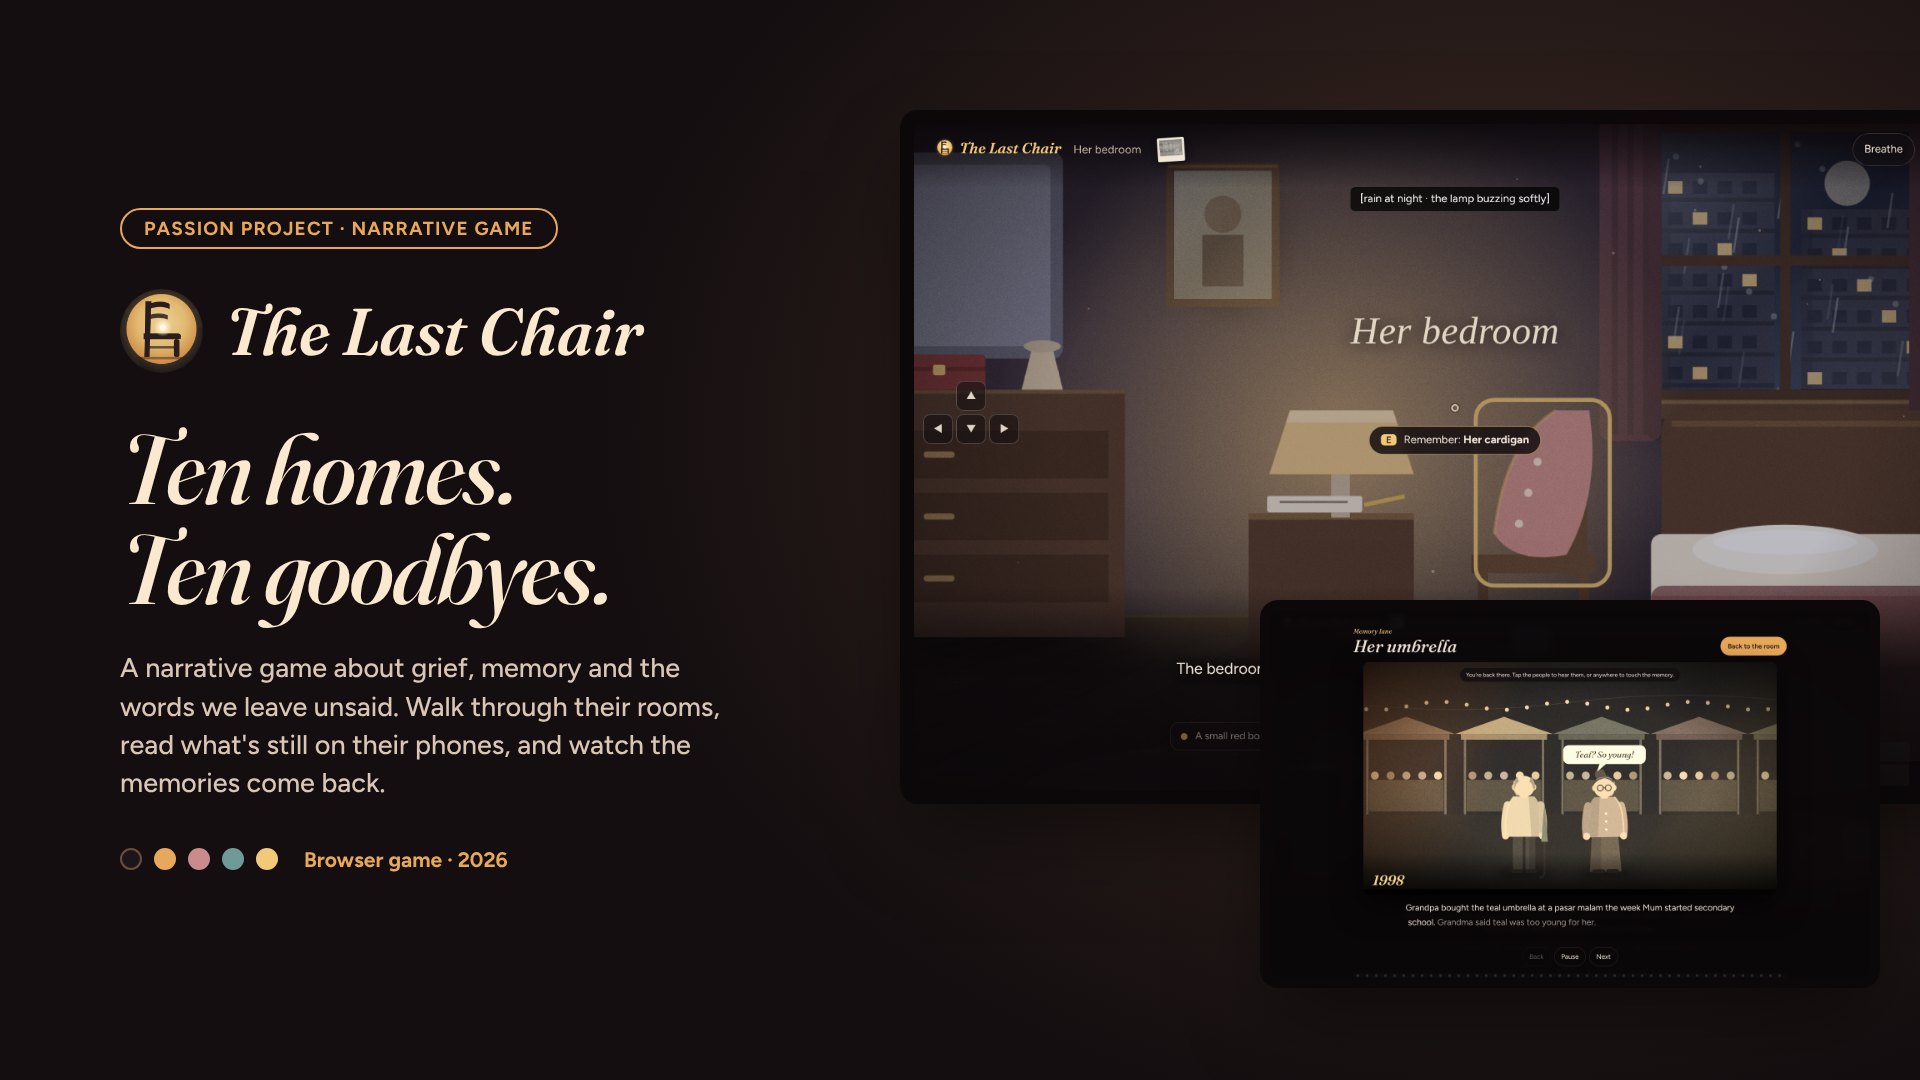 PASSION PROJECT · NARRATIVE GAME
The Last Chair
Ten homes.
Ten goodbyes.
A narrative game about grief, memory and the
words we leave unsaid. Walk through their rooms,
read what's still on their phones, and watch the
memories come back.
Browser game · 2026
The Last Chair Her bedroom
Breathe
[rain at night · the lamp buzzing softly]
Her bedroom
E Remember: Her cardigan
The bedroor
A small red bo
Memory lane
Her umbrella
Back to the room
You're back there. Tap the people to hear them, or anywhere to touch the memory.
Teal? So young!
1998
Grandpa bought the teal umbrella at a pasar malam the week Mum started secondary
school. Grandma said teal was too young for her.
Back Pause Next